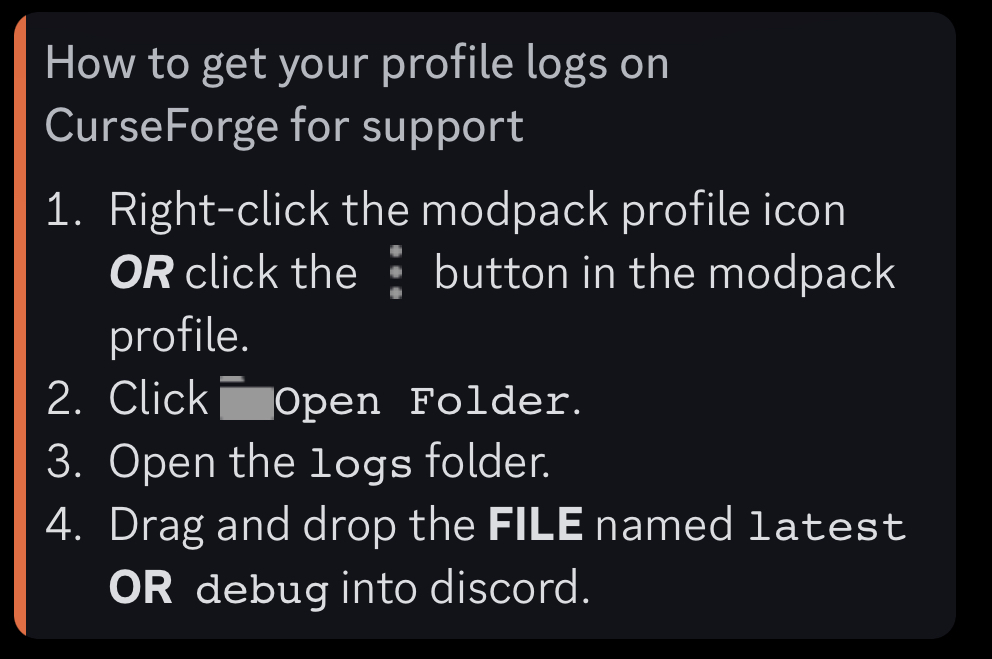 How to get your profile logs on
CurseForge for support
1. Right-click the modpack profile icon
OR click the ⋮ button in the modpack
profile.
2. Click Open Folder.
3. Open the logs folder.
4. Drag and drop the FILE named latest
OR debug into discord.